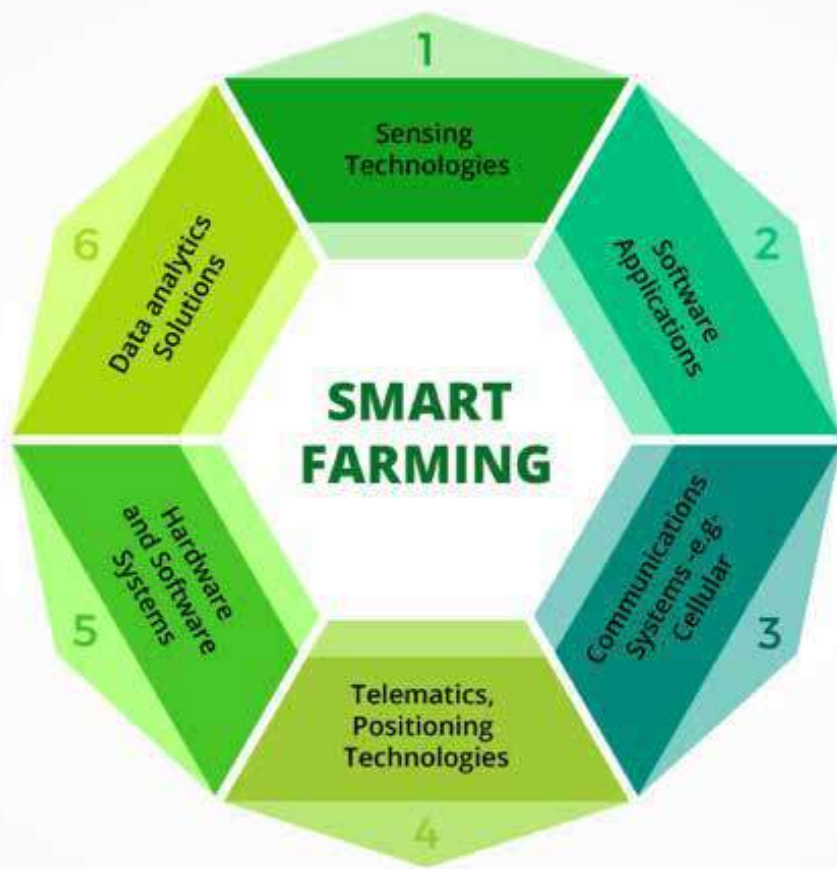 1
Sensing
Technologies
2
Software
Applications
3
Communications
Systems -e.g-
Cellular
4
Telematics,
Positioning
Technologies
5
Hardware
and Software
Systems
6
Data analytics
Solutions
SMART
FARMING